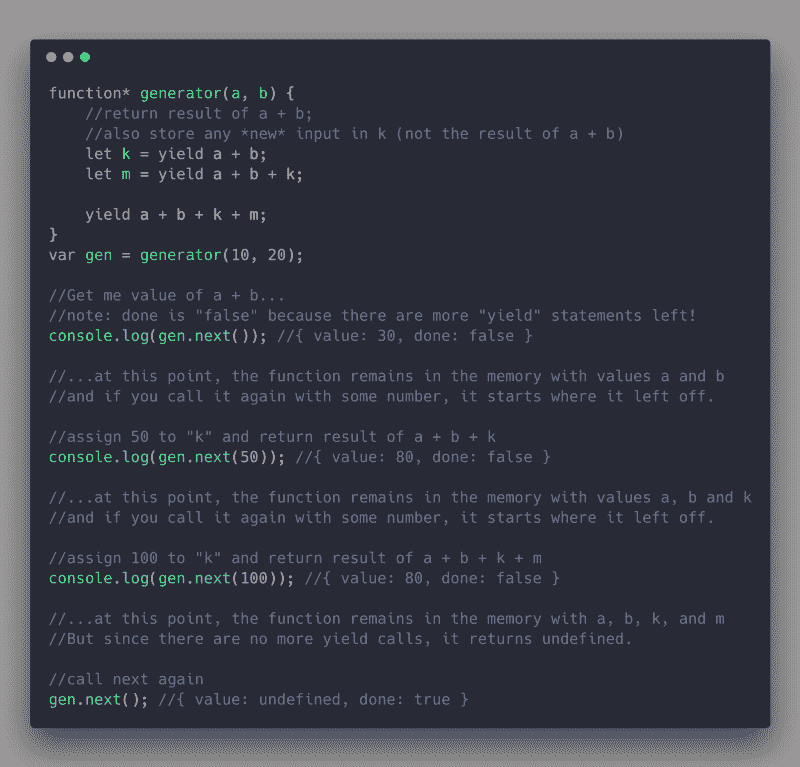 function* generator(a, b) {
    //return result of a + b;
    //also store any *new* input in k (not the result of a + b)
    let k = yield a + b;
    let m = yield a + b + k;

    yield a + b + k + m;
}
var gen = generator(10, 20);

//Get me value of a + b...
//note: done is "false" because there are more "yield" statements left!
console.log(gen.next()); //{ value: 30, done: false }

//...at this point, the function remains in the memory with values a and b
//and if you call it again with some number, it starts where it left off.

//assign 50 to "k" and return result of a + b + k
console.log(gen.next(50)); //{ value: 80, done: false }

//...at this point, the function remains in the memory with values a, b and k
//and if you call it again with some number, it starts where it left off.

//assign 100 to "k" and return result of a + b + k + m
console.log(gen.next(100)); //{ value: 80, done: false }

//...at this point, the function remains in the memory with a, b, k, and m
//But since there are no more yield calls, it returns undefined.

//call next again
gen.next(); //{ value: undefined, done: true }